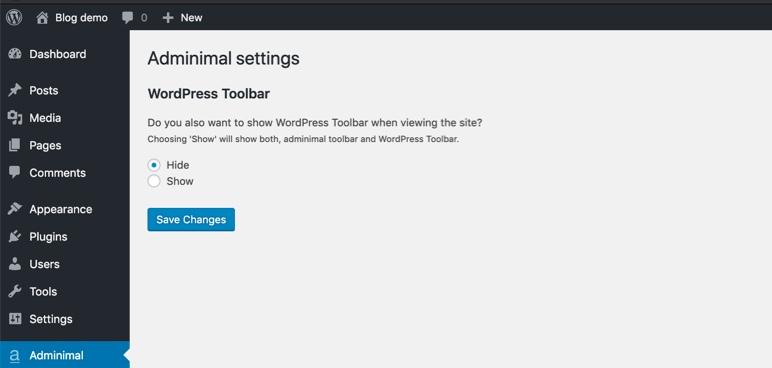 Blog demo 0 New
Dashboard
Posts
Media
Pages
Comments
Appearance
Plugins
Users
Tools
Settings
a Adminimal
Adminimal settings
WordPress Toolbar
Do you also want to show WordPress Toolbar when viewing the site?
Choosing 'Show' will show both, adminimal toolbar and WordPress Toolbar.
Hide
Show
Save Changes